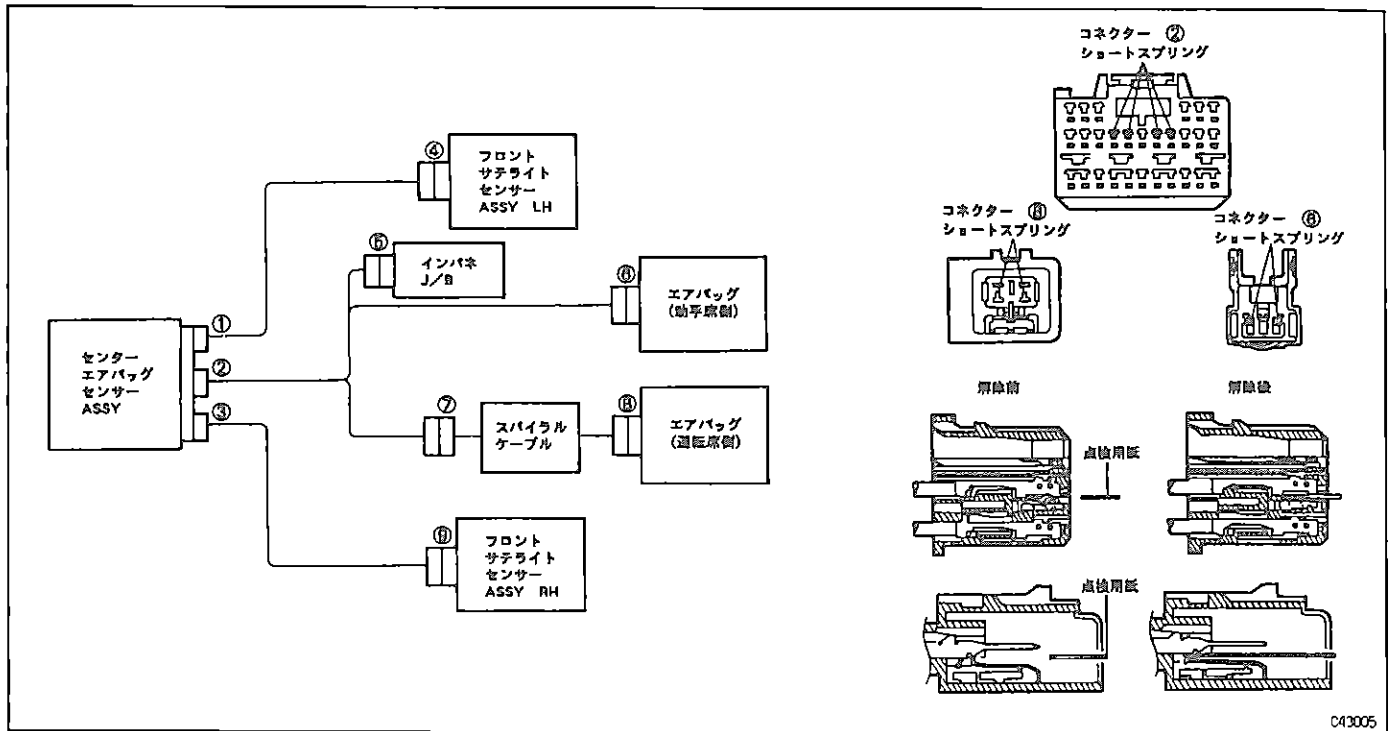 ④
フロント
サテライト
センサー
ASSY LH
⑤
インパネ
J/B
⑥
エアバッグ
(助手席側)
センター
エアバッグ
センサー
ASSY
①
②
③
⑦
スパイラル
ケーブル
⑧
エアバッグ
(運転席側)
⑨
フロント
サテライト
センサー
ASSY RH
コネクター ②
ショートスプリング
コネクター
ショートスプリング
コネクター
ショートスプリング
解除前
解除後
点検用紙
点検用紙
C43005